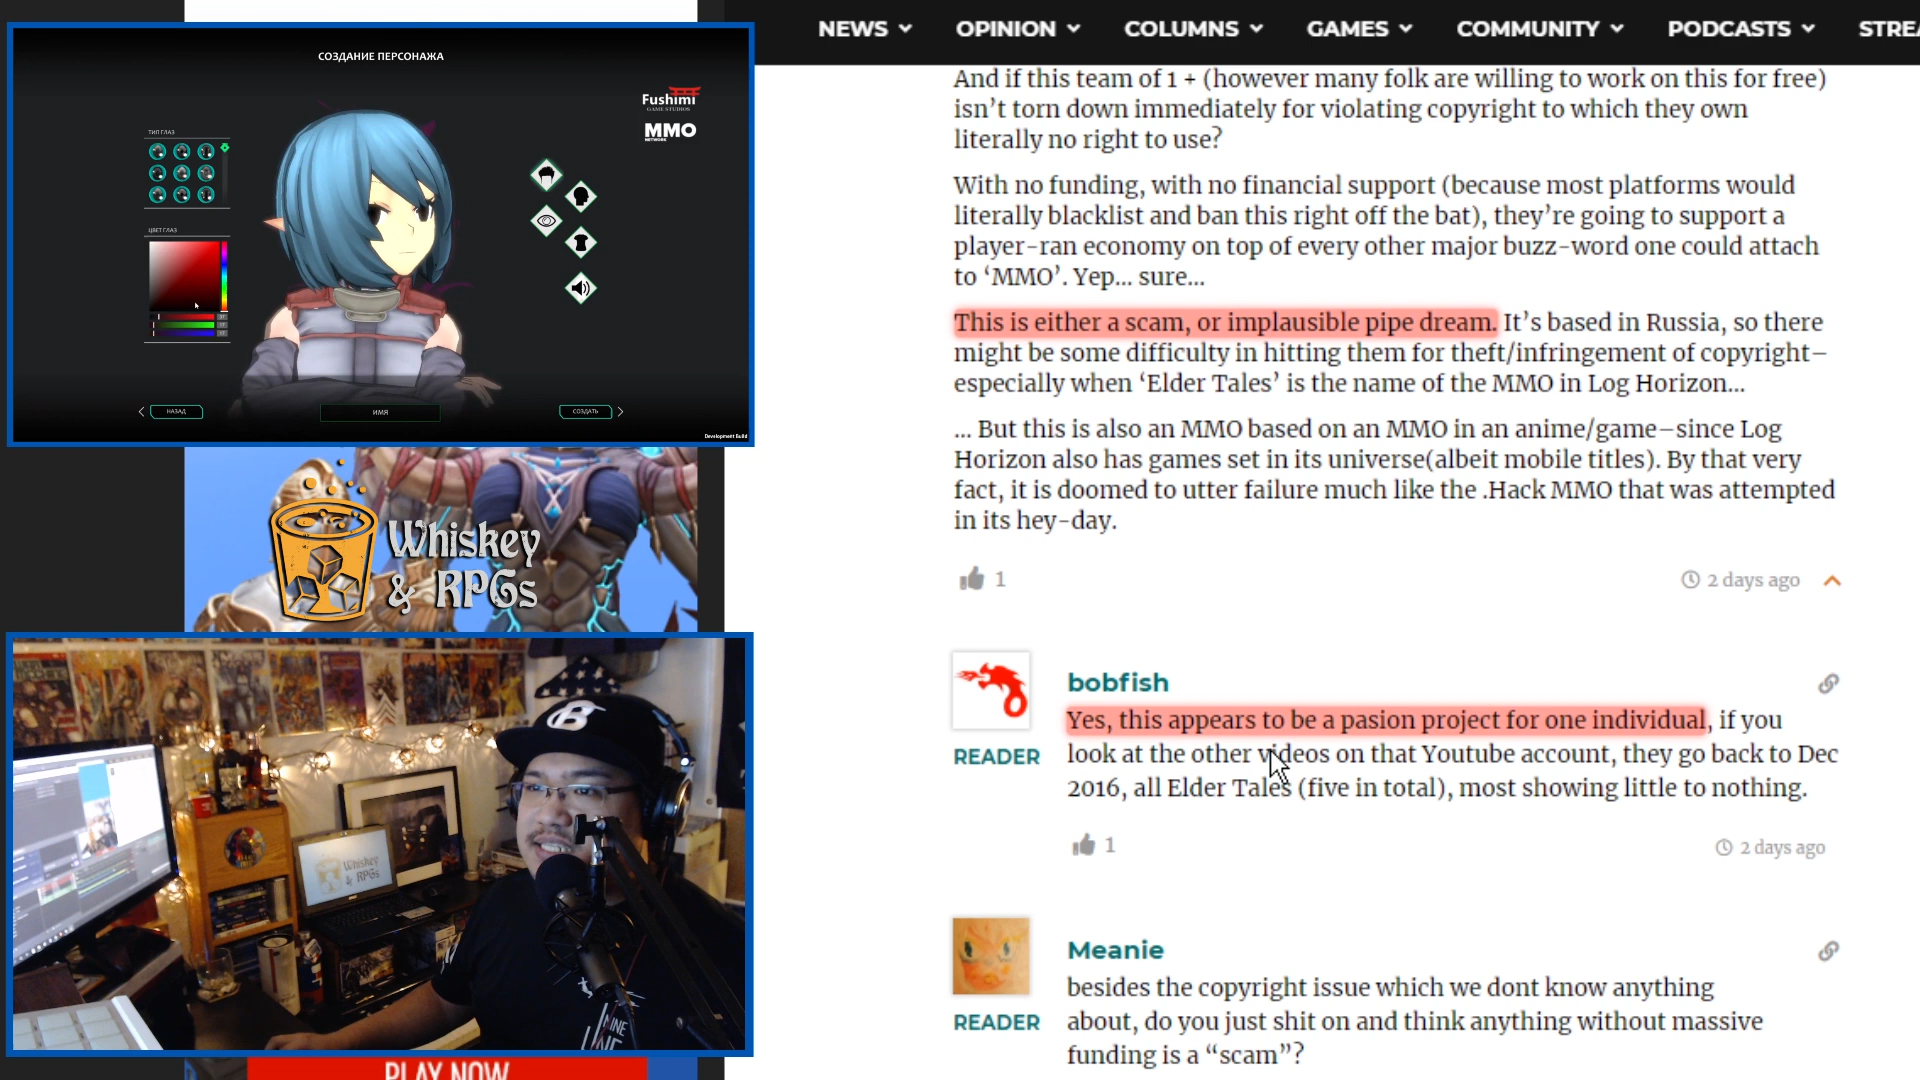 NEWS
OPINION
COLUMNS
GAMES
COMMUNITY
PODCASTS
STREA
СОЗДАНИЕ ПЕРСОНАЖА
Fushimi
GAME STUDIOS
MMO
NETWORK
ТИП ГЛАЗ
ЦВЕТ ГЛАЗ
НАЗАД
ИМЯ
СОЗДАТЬ
Development Build
Whiskey
& RPGs
Whiskey
& RPGs
PLAY NOW
And if this team of 1 + (however many folk are willing to work on this for free)
isn’t torn down immediately for violating copyright to which they own
literally no right to use?
With no funding, with no financial support (because most platforms would
literally blacklist and ban this right off the bat), they’re going to support a
player-ran economy on top of every other major buzz-word one could attach
to ‘MMO’. Yep… sure…
This is either a scam, or implausible pipe dream. It’s based in Russia, so there
might be some difficulty in hitting them for theft/infringement of copyright–
especially when ‘Elder Tales’ is the name of the MMO in Log Horizon…
… But this is also an MMO based on an MMO in an anime/game–since Log
Horizon also has games set in its universe(albeit mobile titles). By that very
fact, it is doomed to utter failure much like the .Hack MMO that was attempted
in its hey-day.
1
2 days ago
bobfish
READER
Yes, this appears to be a pasion project for one individual, if you
look at the other videos on that Youtube account, they go back to Dec
2016, all Elder Tales (five in total), most showing little to nothing.
1
2 days ago
Meanie
READER
besides the copyright issue which we dont know anything
about, do you just shit on and think anything without massive
funding is a “scam”?